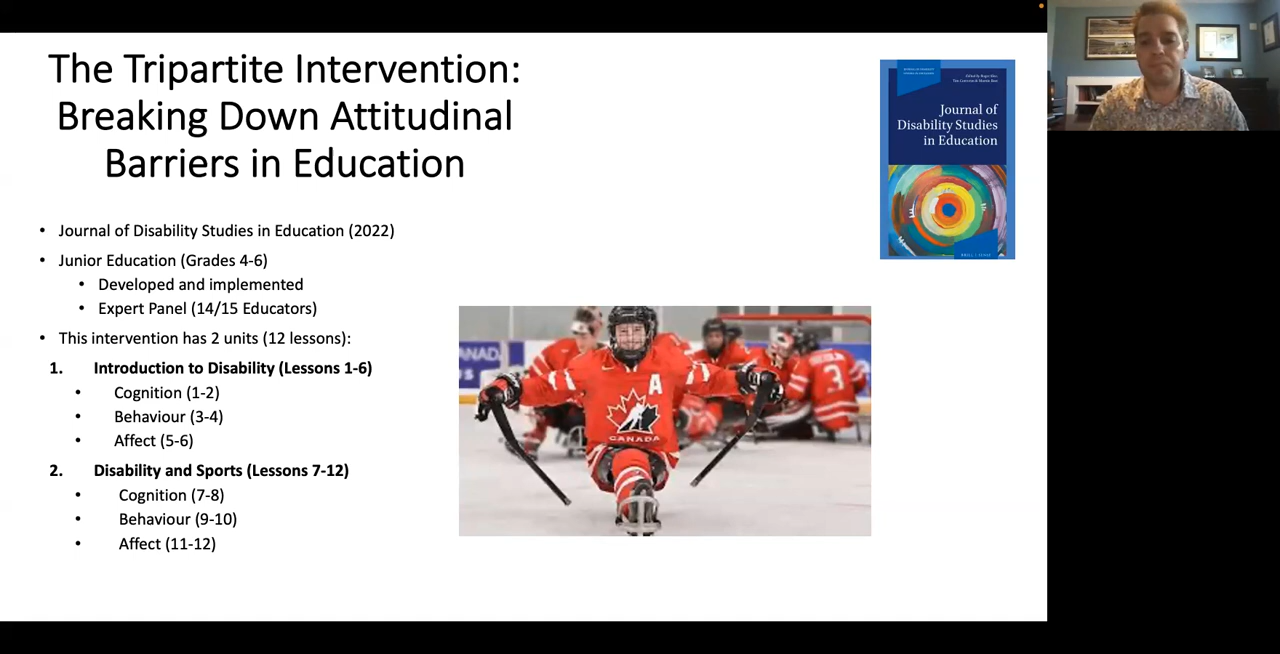 The Tripartite Intervention:
Breaking Down Attitudinal
Barriers in Education
• Journal of Disability Studies in Education (2022)
• Junior Education (Grades 4-6)
• Developed and implemented
• Expert Panel (14/15 Educators)
• This intervention has 2 units (12 lessons):
1. Introduction to Disability (Lessons 1-6)
• Cognition (1-2)
• Behaviour (3-4)
• Affect (5-6)
2. Disability and Sports (Lessons 7-12)
• Cognition (7-8)
• Behaviour (9-10)
• Affect (11-12)
Journal of
Disability Studies
in Education
A
CANADA
3